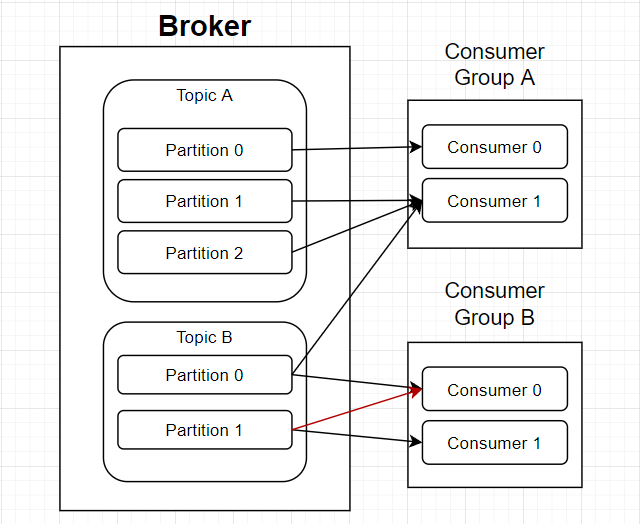 Broker
Topic A
Partition 0
Partition 1
Partition 2
Topic B
Partition 0
Partition 1
Consumer
Group A
Consumer 0
Consumer 1
Consumer
Group B
Consumer 0
Consumer 1